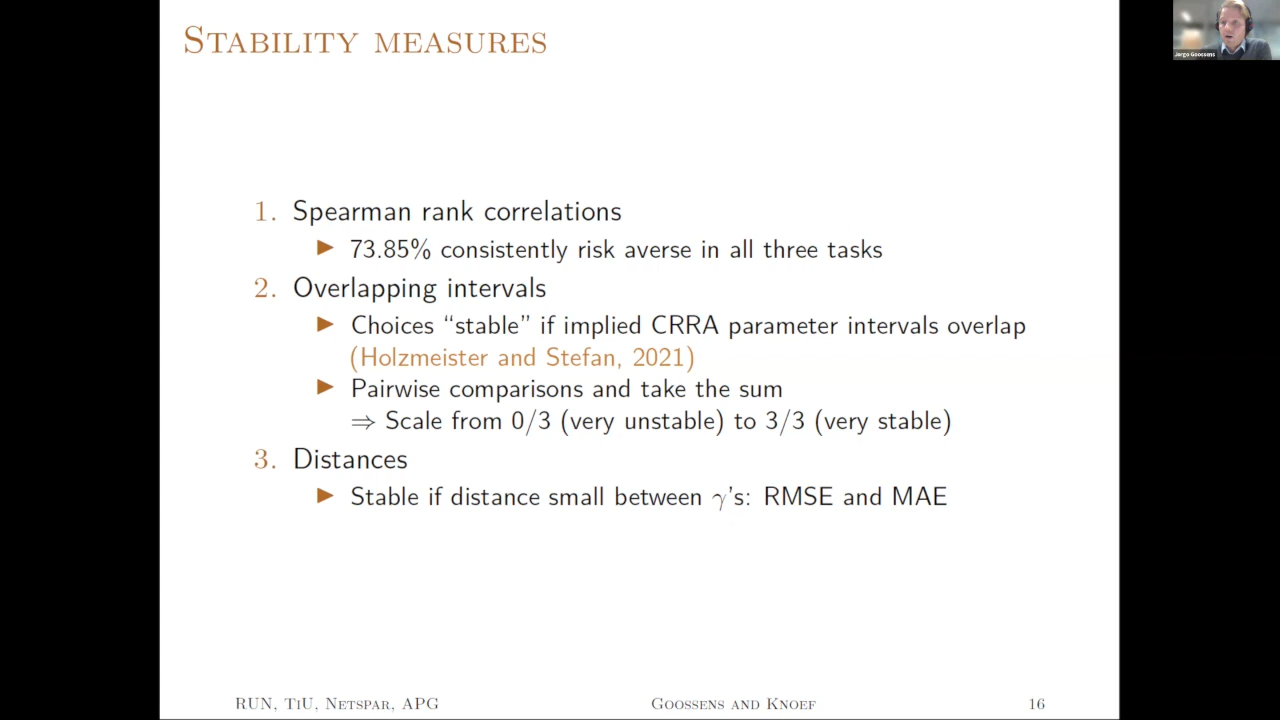 STABILITY MEASURES
Jorgo Goossens
1. Spearman rank correlations
▶ 73.85% consistently risk averse in all three tasks
2. Overlapping intervals
▶ Choices “stable” if implied CRRA parameter intervals overlap
(Holzmeister and Stefan, 2021)
▶ Pairwise comparisons and take the sum
⇒ Scale from 0/3 (very unstable) to 3/3 (very stable)
3. Distances
▶ Stable if distance small between γ’s: RMSE and MAE
RUN, TiU, Netspar, APG
Goossens and Knoef
16